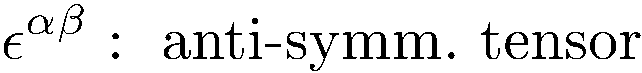 ϵ^{αβ} : anti-symm. tensor